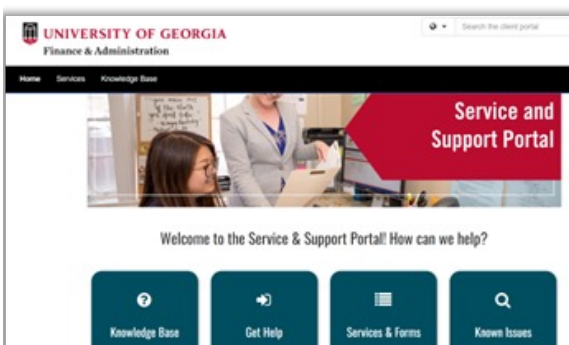 UNIVERSITY OF GEORGIA
Finance & Administration
Search the client portal
Home Services Knowledge Base
Service and
Support Portal
Welcome to the Service & Support Portal! How can we help?
Knowledge Base Get Help Services & Forms Known Issues